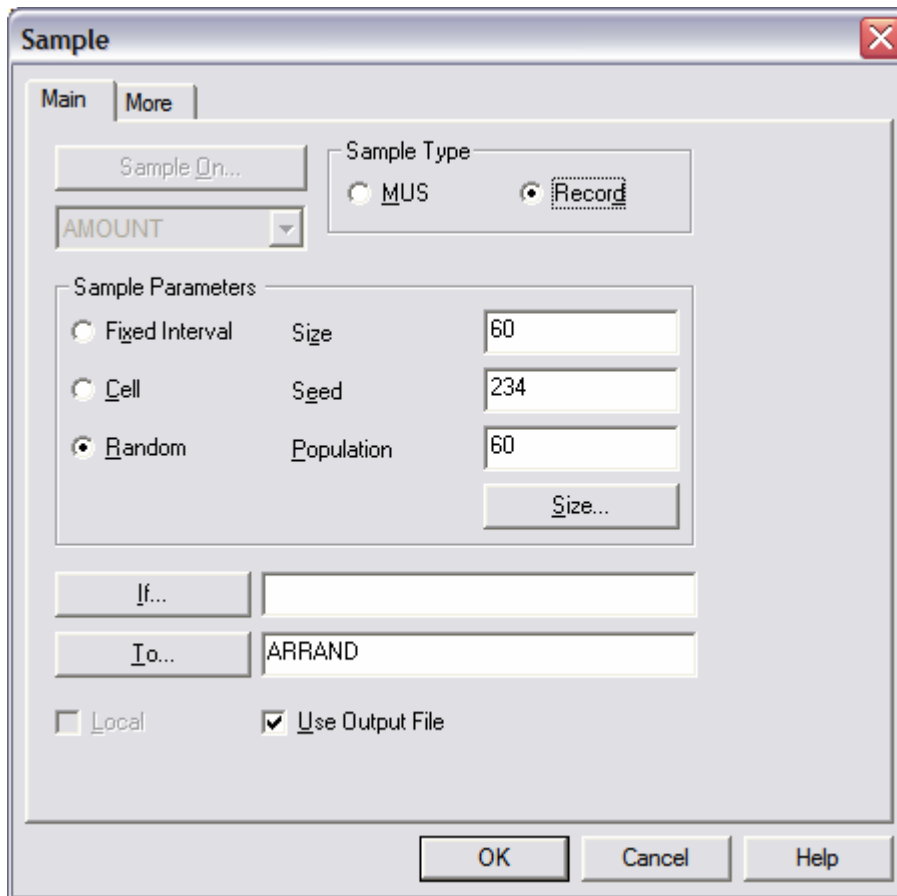 Sample
Main More
Sample On...
Sample Type
MUS Record
AMOUNT
Sample Parameters
Fixed Interval Size 60
Cell Seed 234
Random Population 60
Size...
If...
To... ARRAND
Local Use Output File
OK Cancel Help